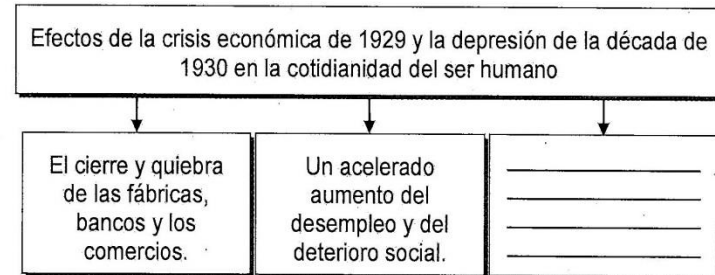 Efectos de la crisis económica de 1929 y la depresión de la década de
1930 en la cotidianidad del ser humano
El cierre y quiebra
de las fábricas,
bancos y los
comercios.
Un acelerado
aumento del
desempleo y del
deterioro social.